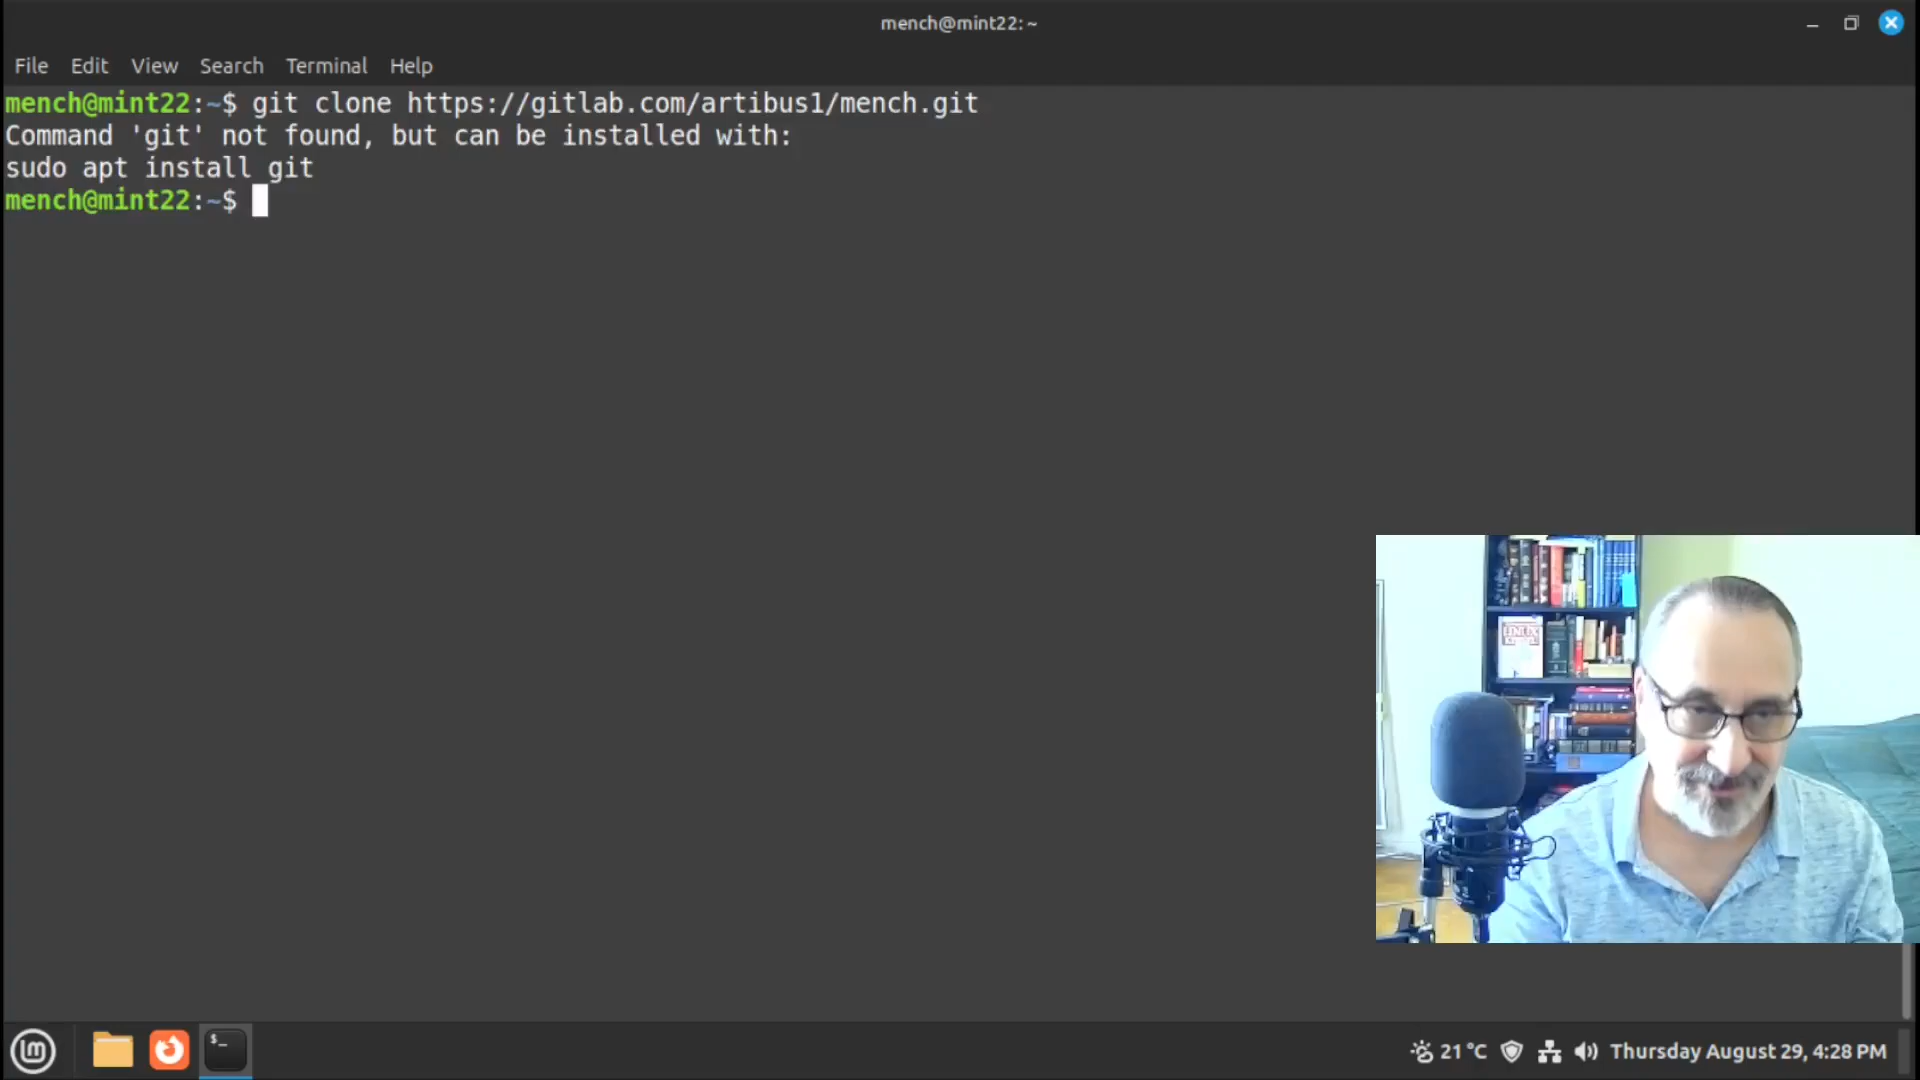 mench@mint22: ~
File Edit View Search Terminal Help
mench@mint22:~$ git clone https://gitlab.com/artibus1/mench.git
Command 'git' not found, but can be installed with:
sudo apt install git
mench@mint22:~$
LINUX
$_
21 °C Thursday August 29, 4:28 PM